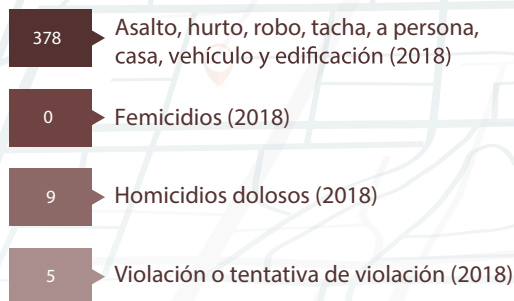 378
Asalto, hurto, robo, tacha, a persona,
casa, vehículo y edificación (2018)
0
Femicidios (2018)
9
Homicidios dolosos (2018)
5
Violación o tentativa de violación (2018)